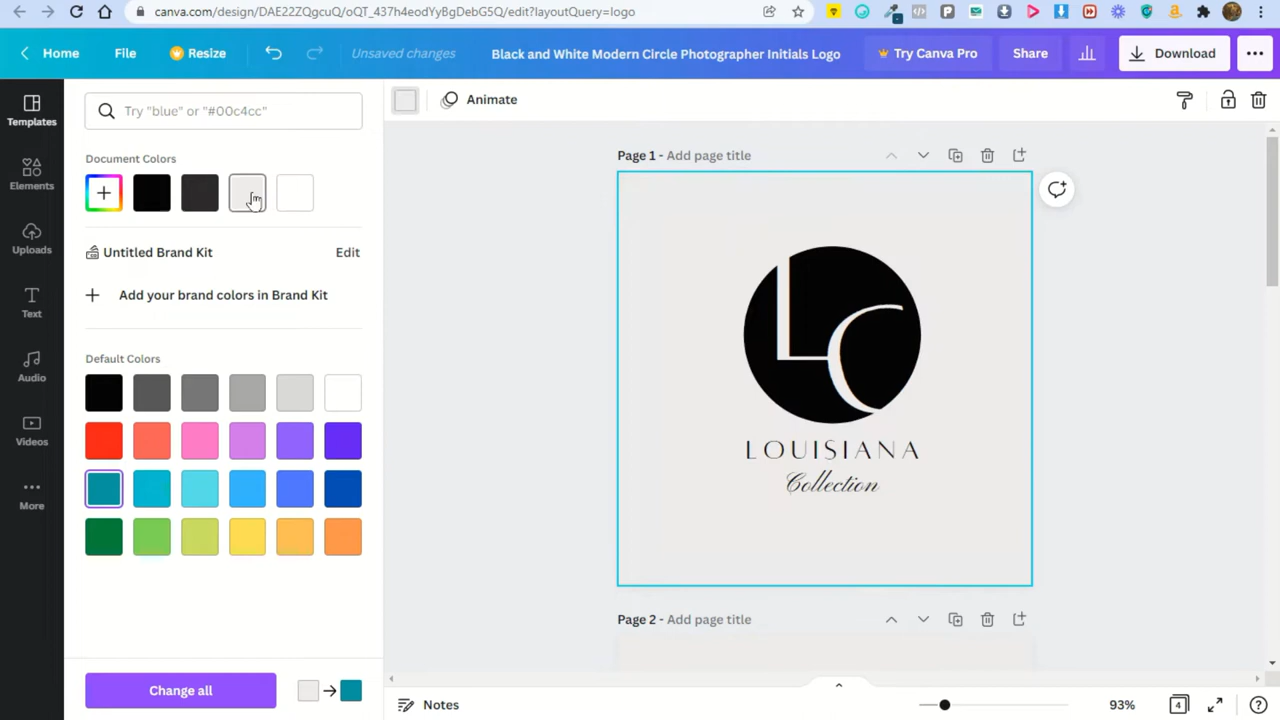 canva.com/design/DAE22ZQgcuQ/oQT_437h4eodYyBgDebG5Q/edit?layoutQuery=logo
Home File Resize Unsaved changes Black and White Modern Circle Photographer Initials Logo Try Canva Pro Share Download
Templates
Elements
Uploads
Text
Audio
Videos
More
Try "blue" or "#00c4cc"
Document Colors
Untitled Brand Kit Edit
Add your brand colors in Brand Kit
Default Colors
Change all
Animate
Page 1 - Add page title
LC
LOUISIANA
Collection
Page 2 - Add page title
Notes 93% 4